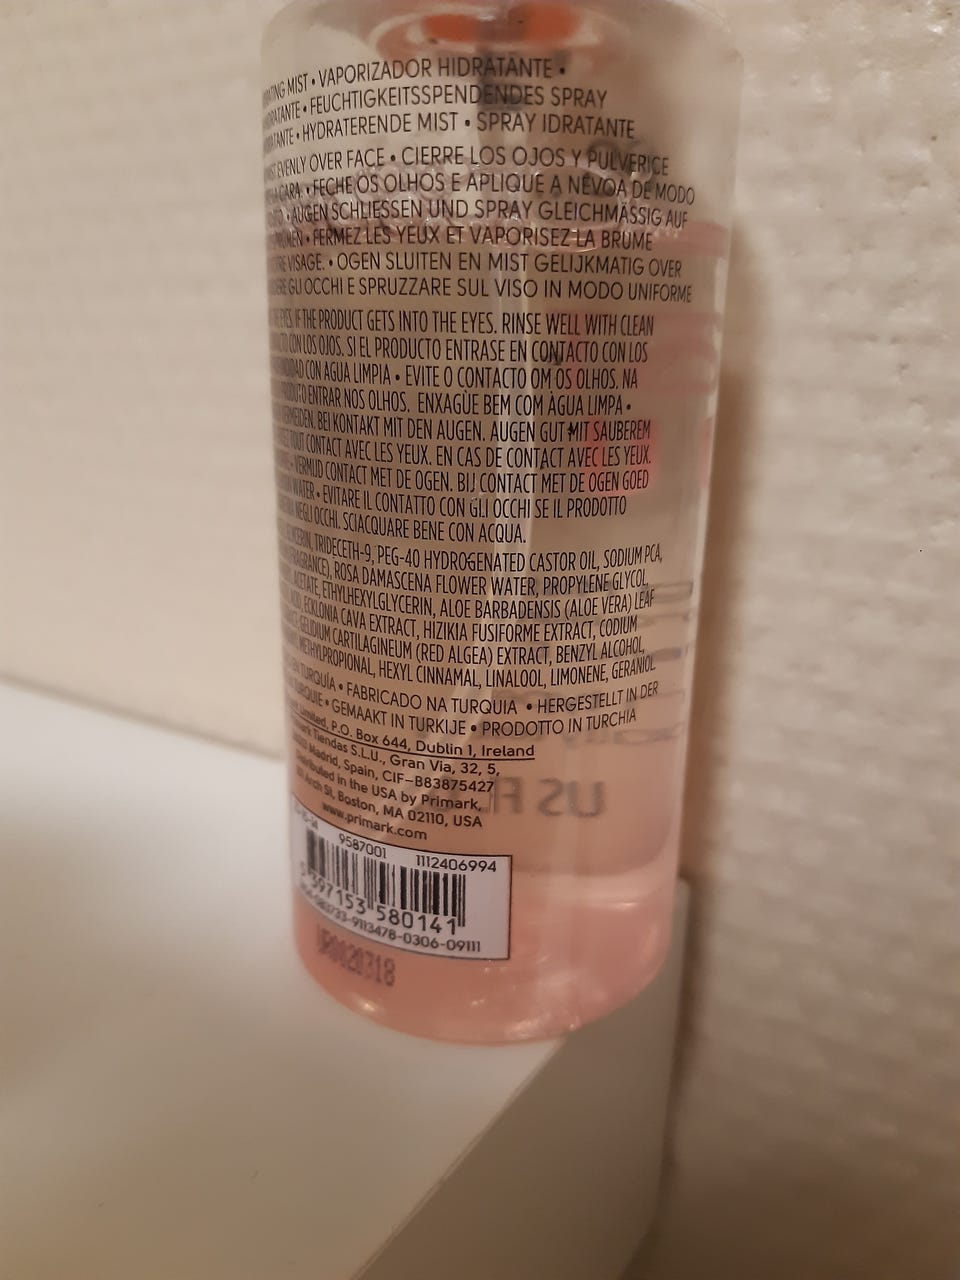 MIST • VAPORIZADOR HIDRATANTE •
• FEUCHTIGKEITSSPENDENDES SPRAY
• HYDRATERENDE MIST • SPRAY IDRATANTE
EVENLY OVER FACE • CIERRE LOS OJOS Y PULVERICE
CARA. • FECHE OS OLHOS E APLIQUE A NÉVOA DE MODO
• AUGEN SCHLIESSEN UND SPRAY GLEICHMÄSSIG AUF
• FERMEZ LES YEUX ET VAPORISEZ LA BRUME
VISAGE. • OGEN SLUITEN EN MIST GELIJKMATIG OVER
GLI OCCHI E SPRUZZARE SUL VISO IN MODO UNIFORME
EYES. IF THE PRODUCT GETS INTO THE EYES. RINSE WELL WITH CLEAN
CON LOS OJOS. SI EL PRODUCTO ENTRASE EN CONTACTO CON LOS
CON AGUA LIMPIA • EVITE O CONTACTO OM OS OLHOS. NA
ENTRAR NOS OLHOS. ENXAGÙE BEM COM ÀGUA LIMPA •
VERMEIDEN. BEI KONTAKT MIT DEN AUGEN. AUGEN GUT MIT SAUBEREM
TOUT CONTACT AVEC LES YEUX. EN CAS DE CONTACT AVEC LES YEUX.
• VERMIJD CONTACT MET DE OGEN. BIJ CONTACT MET DE OGEN GOED
WATER • EVITARE IL CONTATTO CON GLI OCCHI SE IL PRODOTTO
NEGLI OCCHI. SCIACQUARE BENE CON ACQUA.
TRIDECETH-9, PEG-40 HYDROGENATED CASTOR OIL, SODIUM PCA,
ROSA DAMASCENA FLOWER WATER, PROPYLENE GLYCOL,
ACETATE, ETHYLHEXYLGLYCERIN, ALOE BARBADENSIS (ALOE VERA) LEAF
ECKLONIA CAVA EXTRACT, HIZIKIA FUSIFORME EXTRACT, CODIUM
GELIDIUM CARTILAGINEUM (RED ALGEA) EXTRACT, BENZYL ALCOHOL,
METHYLPROPIONAL, HEXYL CINNAMAL, LINALOOL, LIMONENE, GERANIOL
EN TURQUÍA • FABRICADO NA TURQUIA • HERGESTELLT IN DER
TURQUIE • GEMAAKT IN TURKIJE • PRODOTTO IN TURCHIA
Limited, P.O. Box 644, Dublin 1, Ireland
Tiendas S.L.U., Gran Via, 32, 5,
Madrid, Spain, CIF-B83875427
Distributed in the USA by Primark,
Arch St, Boston, MA 02110, USA
www.primark.com
9587001 1112406994
5 397153 580141
9113478-0306-09111